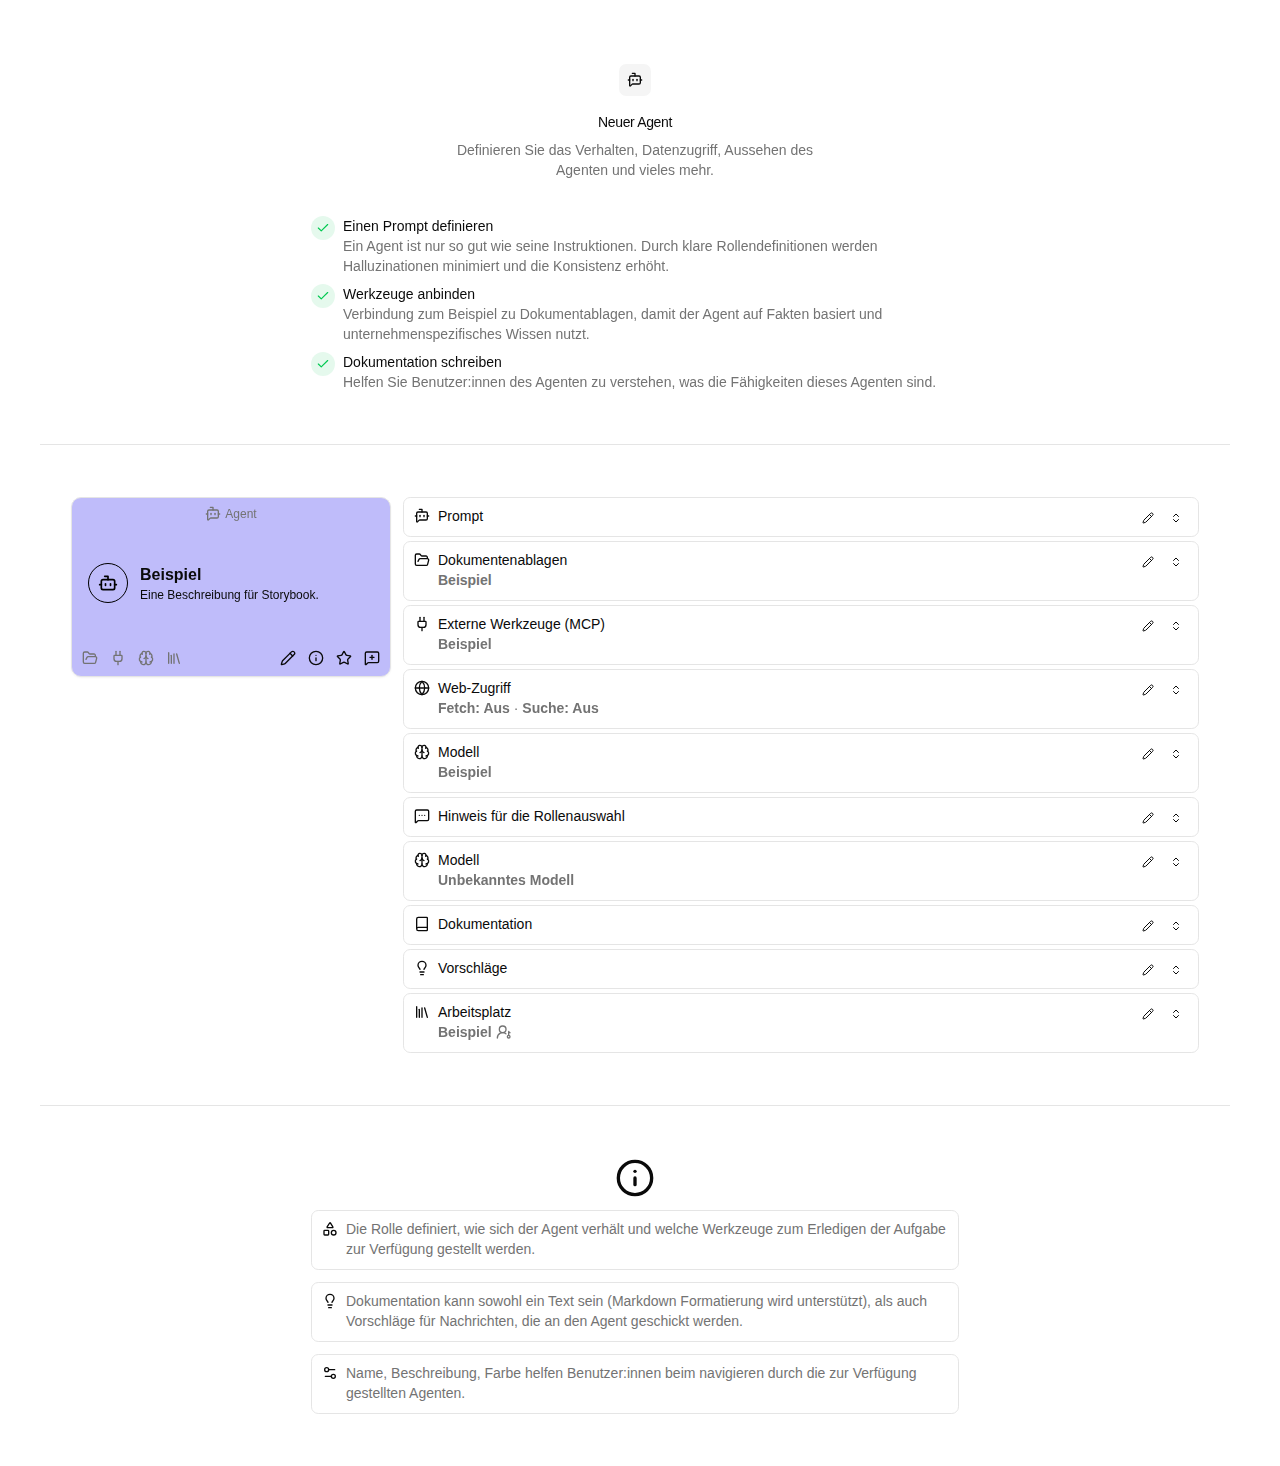 Neuer Agent
Definieren Sie das Verhalten, Datenzugriff, Aussehen des
Agenten und vieles mehr.
Einen Prompt definieren
Ein Agent ist nur so gut wie seine Instruktionen. Durch klare Rollendefinitionen werden
Halluzinationen minimiert und die Konsistenz erhöht.
Werkzeuge anbinden
Verbindung zum Beispiel zu Dokumentablagen, damit der Agent auf Fakten basiert und
unternehmenspezifisches Wissen nutzt.
Dokumentation schreiben
Helfen Sie Benutzer:innen des Agenten zu verstehen, was die Fähigkeiten dieses Agenten sind.
Agent
Beispiel
Eine Beschreibung für Storybook.
Prompt
Dokumentenablagen
Beispiel
Externe Werkzeuge (MCP)
Beispiel
Web-Zugriff
Fetch: Aus · Suche: Aus
Modell
Beispiel
Hinweis für die Rollenauswahl
Modell
Unbekanntes Modell
Dokumentation
Vorschläge
Arbeitsplatz
Beispiel
Die Rolle definiert, wie sich der Agent verhält und welche Werkzeuge zum Erledigen der Aufgabe
zur Verfügung gestellt werden.
Dokumentation kann sowohl ein Text sein (Markdown Formatierung wird unterstützt), als auch
Vorschläge für Nachrichten, die an den Agent geschickt werden.
Name, Beschreibung, Farbe helfen Benutzer:innen beim navigieren durch die zur Verfügung
gestellten Agenten.